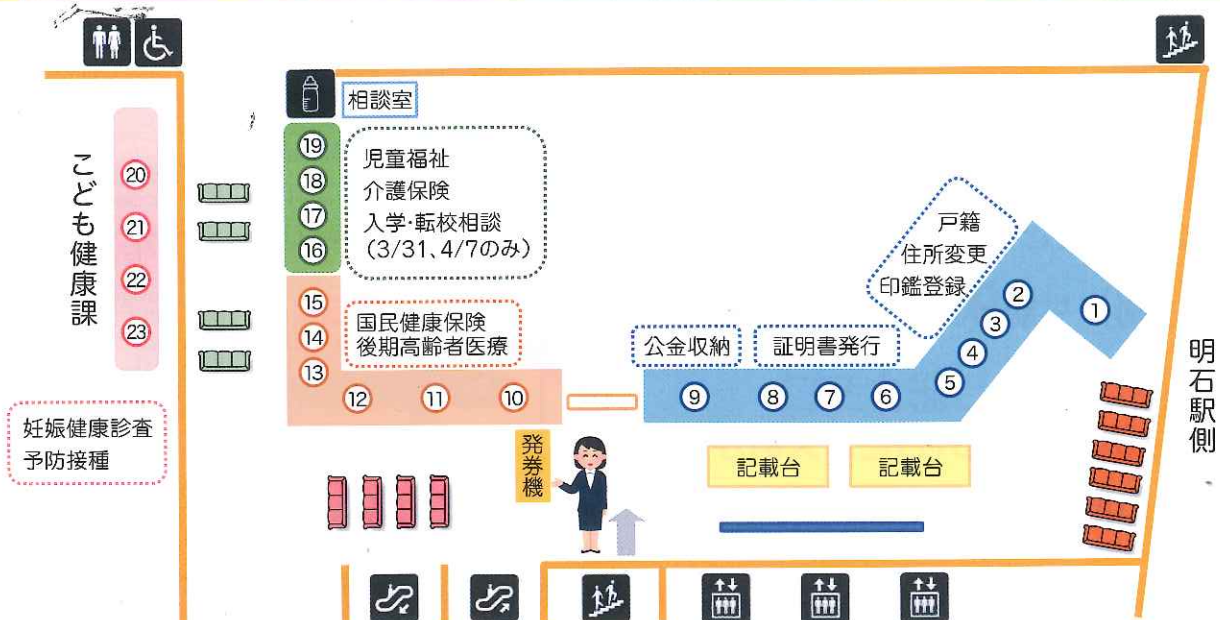 相談室
19
18
17
16
児童福祉
介護保険
入学・転校相談
(3/31、4/7のみ)
こども健康課
20
21
22
23
妊娠健康診査
予防接種
15
14
13
12
11
10
国民健康保険
後期高齢者医療
公金収納
証明書発行
戸籍
住所変更
印鑑登録
1
2
3
4
5
6
7
8
9
発券機
記載台
記載台
明石駅側